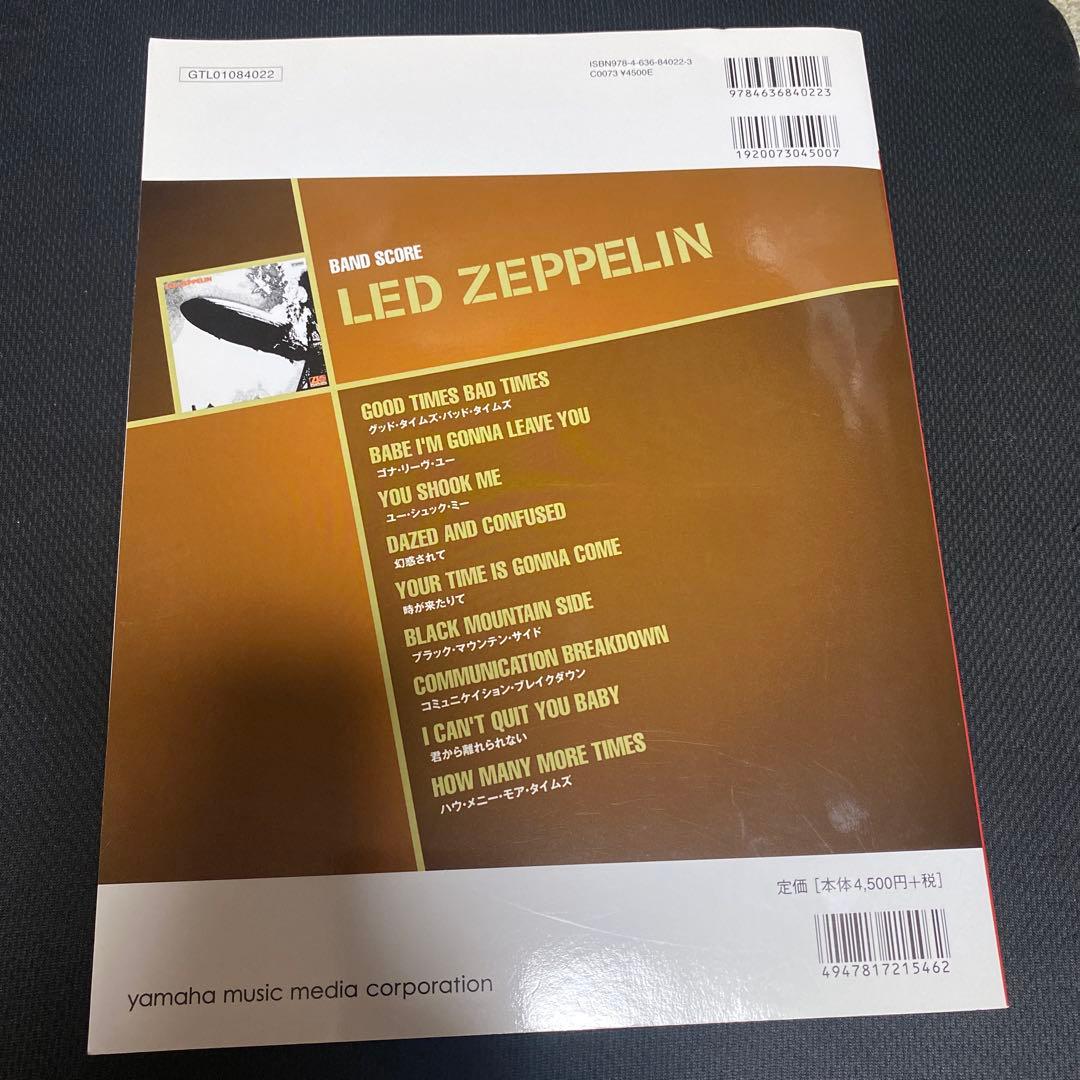 GTL01084022
ISBN978-4-636-84022-3
C0073 ¥4500E
9784636840223
1920073045007
BAND SCORE
LED ZEPPELIN
LED ZEPPELIN
GOOD TIMES BAD TIMES
グッド・タイムズ・バッド・タイムズ
BABE I'M GONNA LEAVE YOU
ゴナ・リーヴ・ユー
YOU SHOOK ME
ユー・シュック・ミー
DAZED AND CONFUSED
幻惑されて
YOUR TIME IS GONNA COME
時が来たりて
BLACK MOUNTAIN SIDE
ブラック・マウンテン・サイド
COMMUNICATION BREAKDOWN
コミュニケイション・ブレイクダウン
I CAN'T QUIT YOU BABY
君から離れられない
HOW MANY MORE TIMES
ハウ・メニー・モア・タイムズ
定価 [本体4,500円+税]
4947817215462
yamaha music media corporation